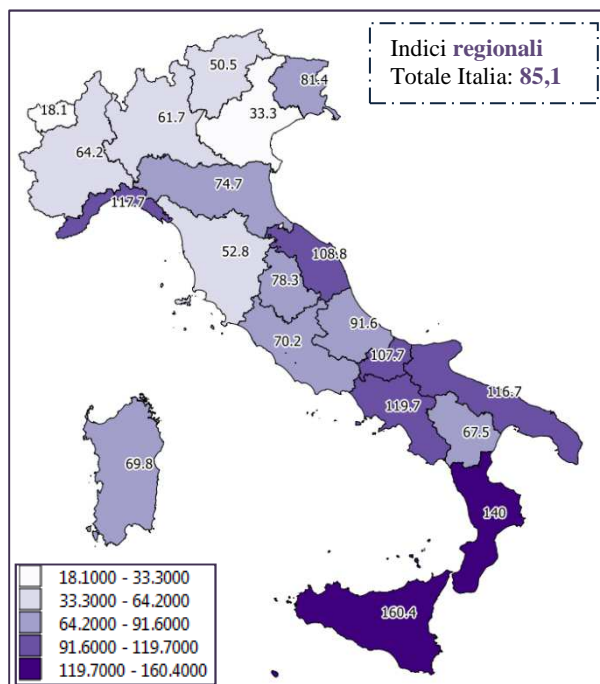 Indici regionali
Totale Italia: 85,1
50.5
81.4
18.1
61.7
33.3
64.2
74.7
117.7
52.8
108.8
78.3
91.6
70.2
107.7
116.7
119.7
67.5
69.8
140
160.4
18.1000 - 33.3000
33.3000 - 64.2000
64.2000 - 91.6000
91.6000 - 119.7000
119.7000 - 160.4000